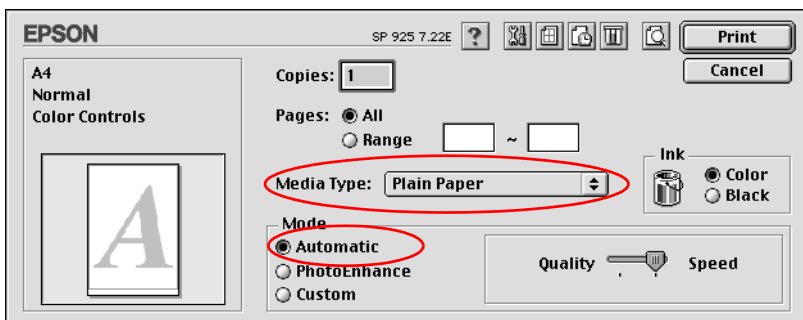 EPSON
SP 925 7.22E ?
Print
Cancel
A4
Normal
Color Controls
A
Copies: 1
Pages: All
Range ~
Media Type: Plain Paper
Ink
Color
Black
Mode
Automatic
PhotoEnhance
Custom
Quality Speed